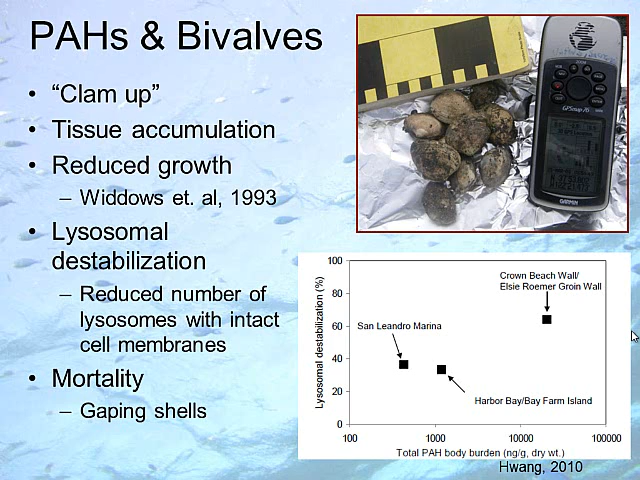 PAHs & Bivalves
• “Clam up”
• Tissue accumulation
• Reduced growth
– Widdows et. al, 1993
• Lysosomal
destabilization
– Reduced number of
lysosomes with intact
cell membranes
• Mortality
– Gaping shells
GPSmap 76
GARMIN
Lysosomal destabilization (%)
100
80
60
40
20
0
Crown Beach Wall/
Elsie Roemer Groin Wall
San Leandro Marina
Harbor Bay/Bay Farm Island
100 1000 10000 100000
Total PAH body burden (ng/g, dry wt.)
Hwang, 2010